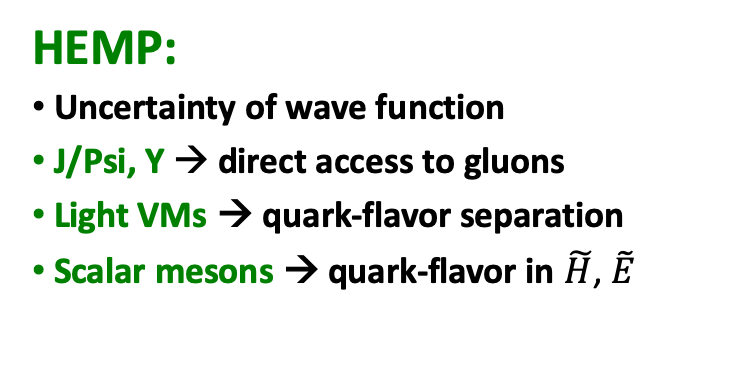 HEMP:
• Uncertainty of wave function
• J/Psi, Y → direct access to gluons
• Light VMs → quark-flavor separation
• Scalar mesons → quark-flavor in H̃, Ẽ